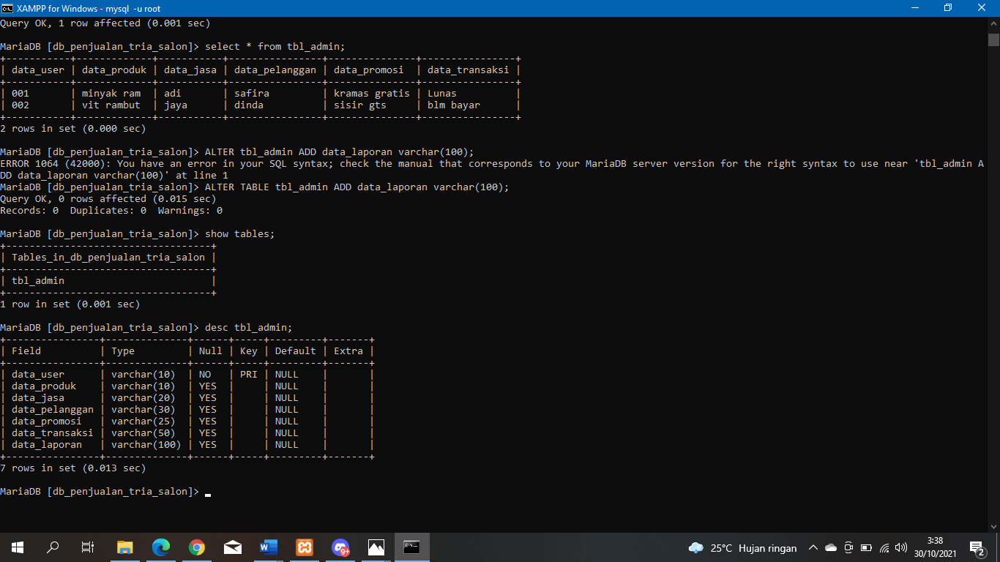 XAMPP for Windows - mysql  -u root
Query OK, 1 row affected (0.001 sec)
MariaDB [db_penjualan_tria_salon]> select * from tbl_admin;
+-----------+-------------+-----------+----------------+---------------+----------------+
| data_user | data_produk | data_jasa | data_pelanggan | data_promosi  | data_transaksi |
+-----------+-------------+-----------+----------------+---------------+----------------+
| 001       | minyak ram  | adi       | safira         | kramas gratis | Lunas          |
| 002       | vit rambut  | jaya      | dinda          | sisir gts     | blm bayar      |
+-----------+-------------+-----------+----------------+---------------+----------------+
2 rows in set (0.000 sec)
MariaDB [db_penjualan_tria_salon]> ALTER tbl_admin ADD data_laporan varchar(100);
ERROR 1064 (42000): You have an error in your SQL syntax; check the manual that corresponds to your MariaDB server version for the right syntax to use near 'tbl_admin A
DD data_laporan varchar(100)' at line 1
MariaDB [db_penjualan_tria_salon]> ALTER TABLE tbl_admin ADD data_laporan varchar(100);
Query OK, 0 rows affected (0.015 sec)
Records: 0  Duplicates: 0  Warnings: 0
MariaDB [db_penjualan_tria_salon]> show tables;
+-----------------------------------+
| Tables_in_db_penjualan_tria_salon |
+-----------------------------------+
| tbl_admin                         |
+-----------------------------------+
1 row in set (0.001 sec)
MariaDB [db_penjualan_tria_salon]> desc tbl_admin;
+----------------+--------------+------+-----+---------+-------+
| Field          | Type         | Null | Key | Default | Extra |
+----------------+--------------+------+-----+---------+-------+
| data_user      | varchar(10)  | NO   | PRI | NULL    |       |
| data_produk    | varchar(10)  | YES  |     | NULL    |       |
| data_jasa      | varchar(20)  | YES  |     | NULL    |       |
| data_pelanggan | varchar(30)  | YES  |     | NULL    |       |
| data_promosi   | varchar(25)  | YES  |     | NULL    |       |
| data_transaksi | varchar(50)  | YES  |     | NULL    |       |
| data_laporan   | varchar(100) | YES  |     | NULL    |       |
+----------------+--------------+------+-----+---------+-------+
7 rows in set (0.013 sec)
MariaDB [db_penjualan_tria_salon]> _
9+
25°C Hujan ringan
3:38
30/10/2021
2